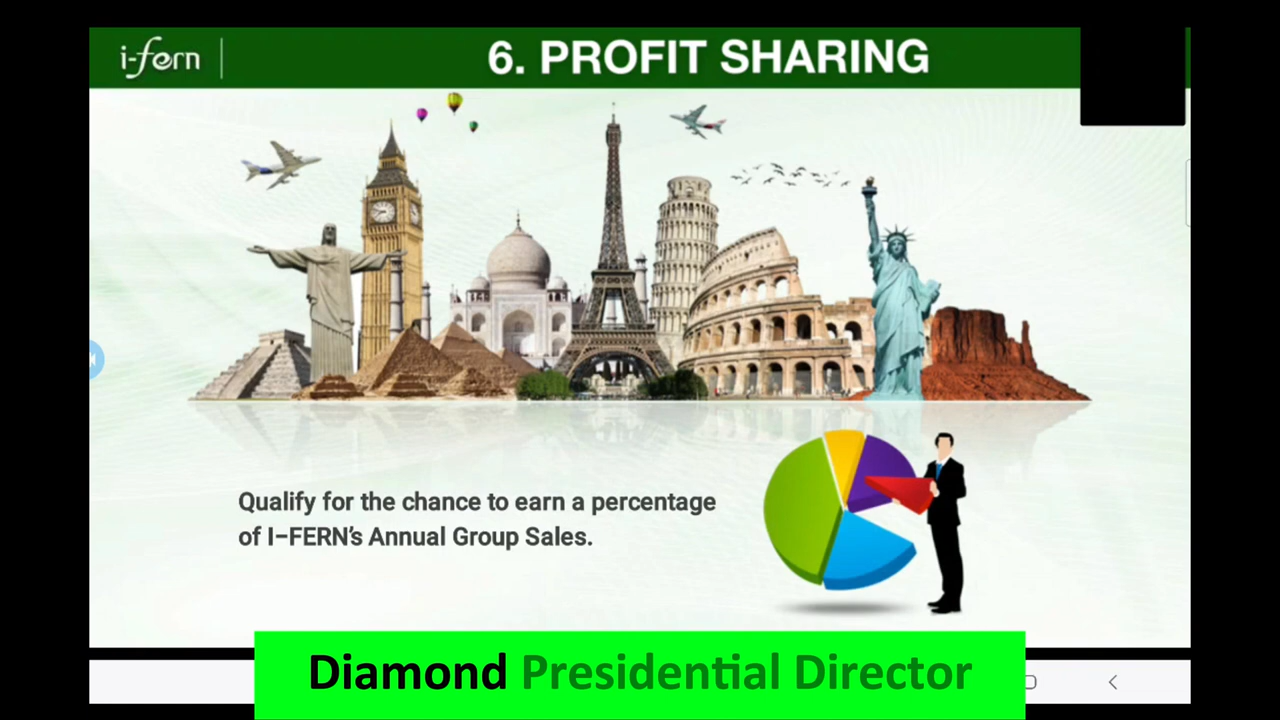 i-fern
6. PROFIT SHARING
Qualify for the chance to earn a percentage
of I-FERN's Annual Group Sales.
Diamond Presidential Director